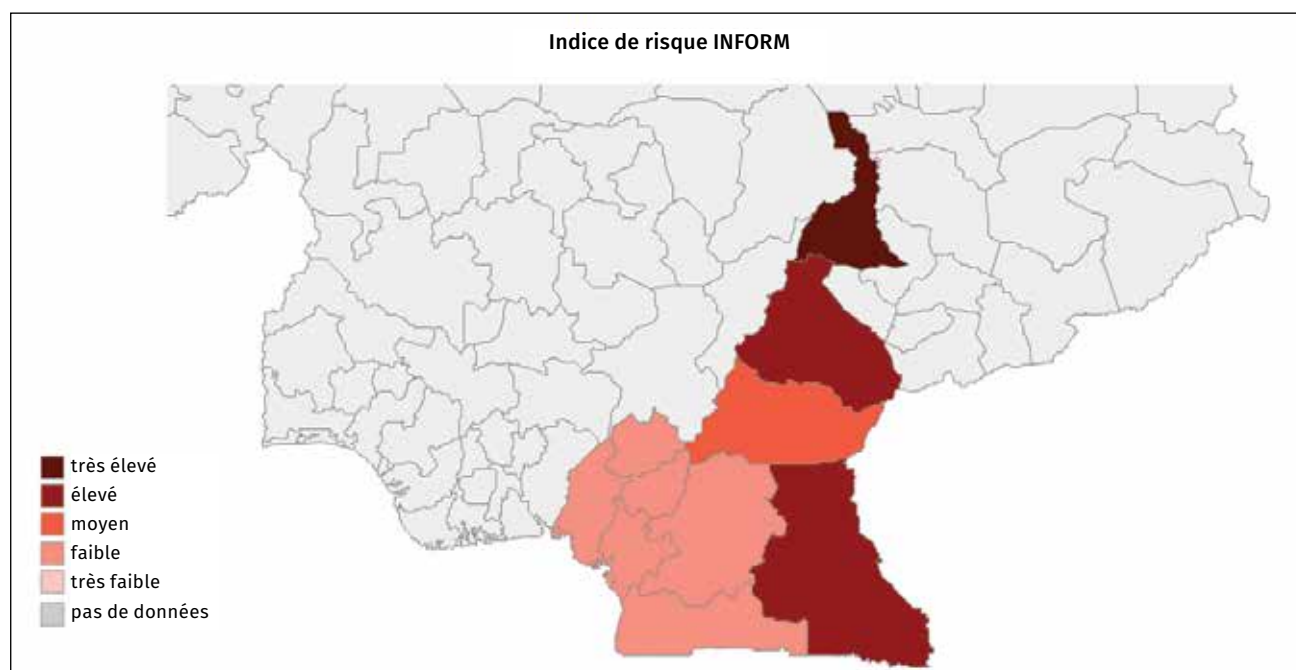 Indice de risque INFORM
très élevé
élevé
moyen
faible
très faible
pas de données